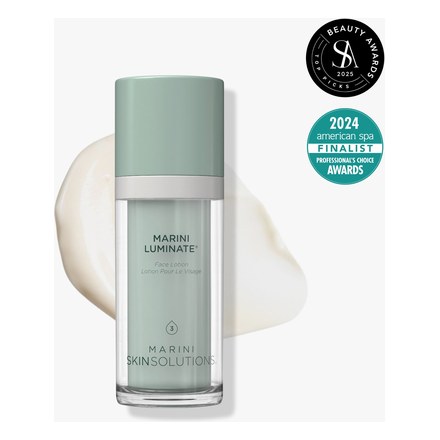 BEAUTY AWARDS
SA
2025
TOP PICKS
2024
american spa
FINALIST
PROFESSIONAL'S CHOICE
AWARDS
MARINI
LUMINATE®
Face Lotion
Lotion Pour Le Visage
3
MARINI
SKINSOLUTIONS